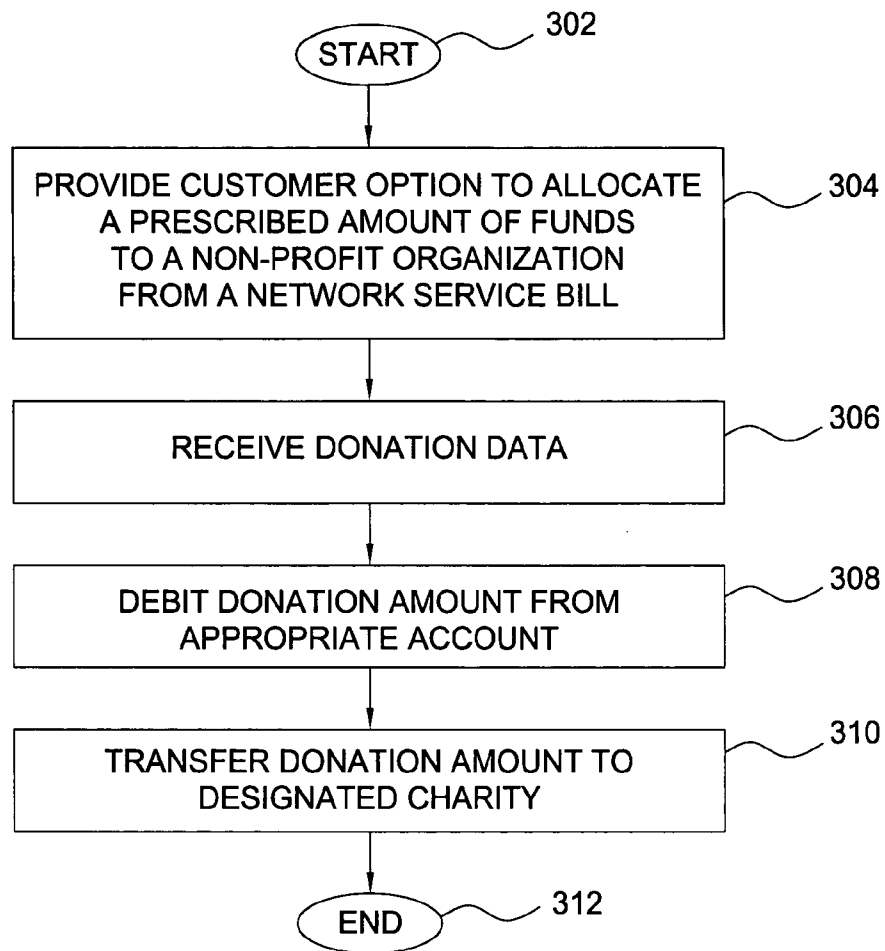 START
302
PROVIDE CUSTOMER OPTION TO ALLOCATE
A PRESCRIBED AMOUNT OF FUNDS
TO A NON-PROFIT ORGANIZATION
FROM A NETWORK SERVICE BILL
304
RECEIVE DONATION DATA
306
DEBIT DONATION AMOUNT FROM
APPROPRIATE ACCOUNT
308
TRANSFER DONATION AMOUNT TO
DESIGNATED CHARITY
310
END
312